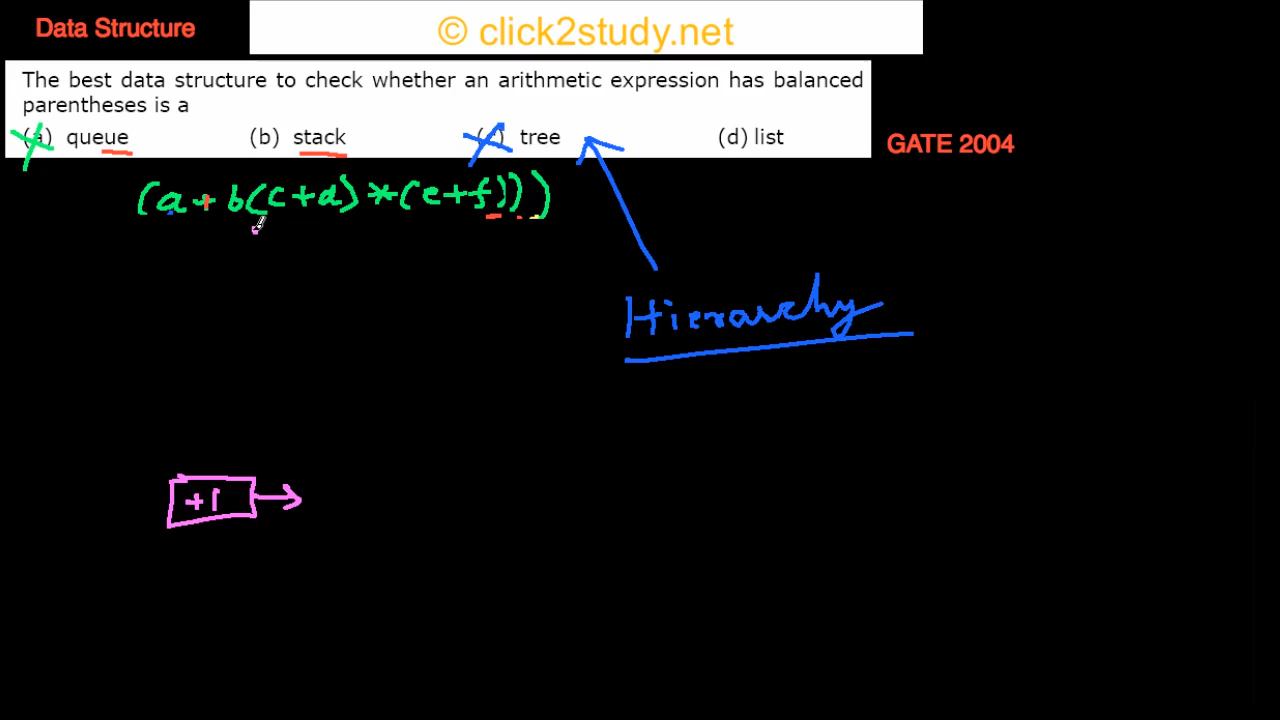 Data Structure
© click2study.net
The best data structure to check whether an arithmetic expression has balanced
parentheses is a
(a) queue (b) stack (c) tree (d) list
GATE 2004
(a+b(c+d)*(e+f)))
Hierarchy
+1